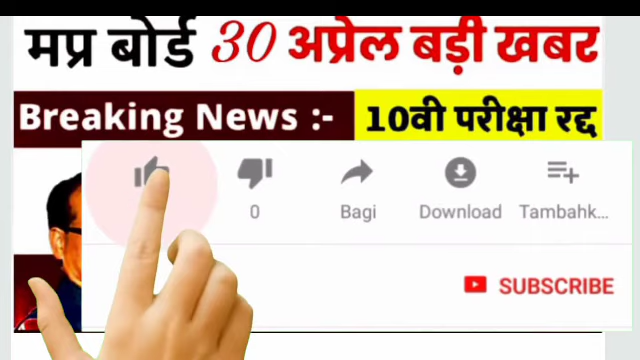 मप्र बोर्ड 30 अप्रेल बड़ी खबर
Breaking News :- 10वी परीक्षा रद्द
0 Bagi Download Tambahk...
SUBSCRIBE